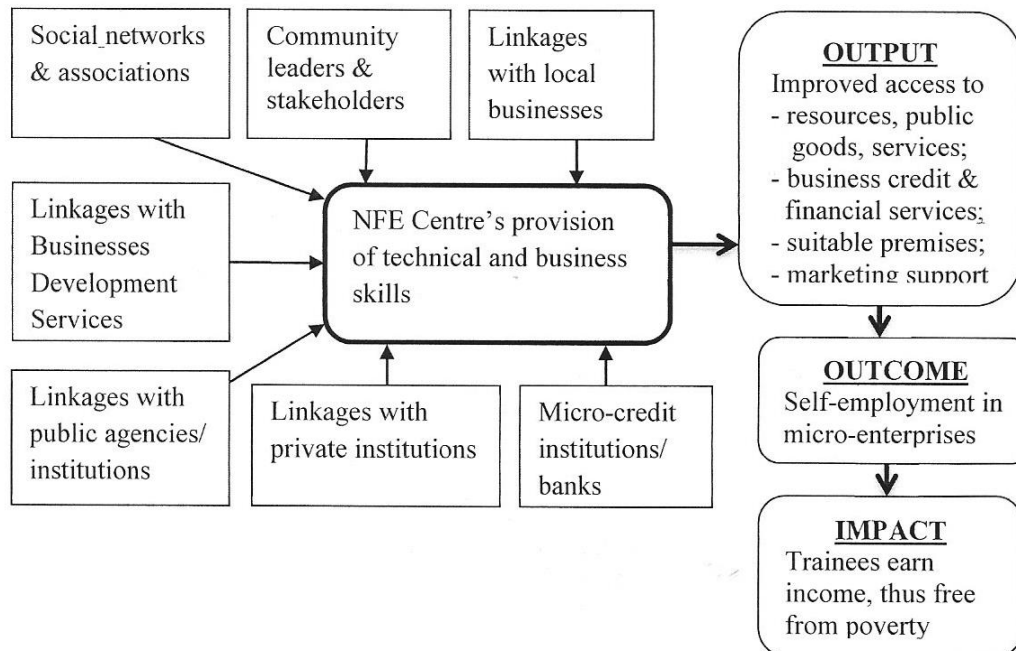 Social networks
& associations
Community
leaders &
stakeholders
Linkages
with local
businesses
Linkages with
Businesses
Development
Services
NFE Centre's provision
of technical and business
skills
Linkages with
public agencies/
institutions
Linkages with
private institutions
Micro-credit
institutions/
banks
OUTPUT
Improved access to
- resources, public
goods, services;
- business credit &
financial services;
- suitable premises;
- marketing support
OUTCOME
Self-employment in
micro-enterprises
IMPACT
Trainees earn
income, thus free
from poverty